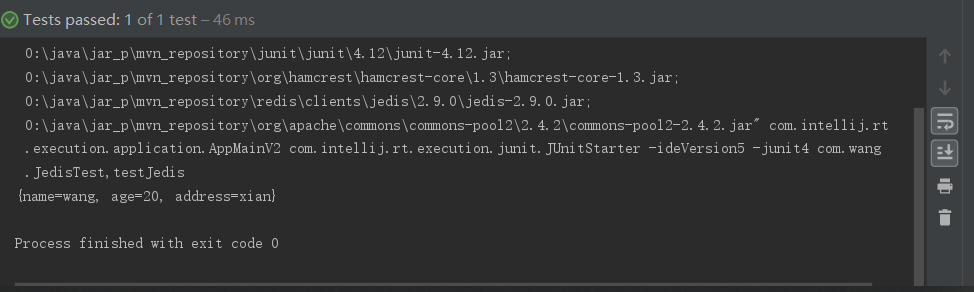 Tests passed: 1 of 1 test – 46 ms
0:\java\jar_p\mvn_repository\junit\junit\4.12\junit-4.12.jar;
0:\java\jar_p\mvn_repository\org\hamcrest\hamcrest-core\1.3\hamcrest-core-1.3.jar;
0:\java\jar_p\mvn_repository\redis\clients\jedis\2.9.0\jedis-2.9.0.jar;
0:\java\jar_p\mvn_repository\org\apache\commons\commons-pool2\2.4.2\commons-pool2-2.4.2.jar" com.intellij.rt
.execution.application.AppMainV2 com.intellij.rt.execution.junit.JUnitStarter -ideVersion5 -junit4 com.wang
.JedisTest,testJedis
{name=wang, age=20, address=xian}
Process finished with exit code 0